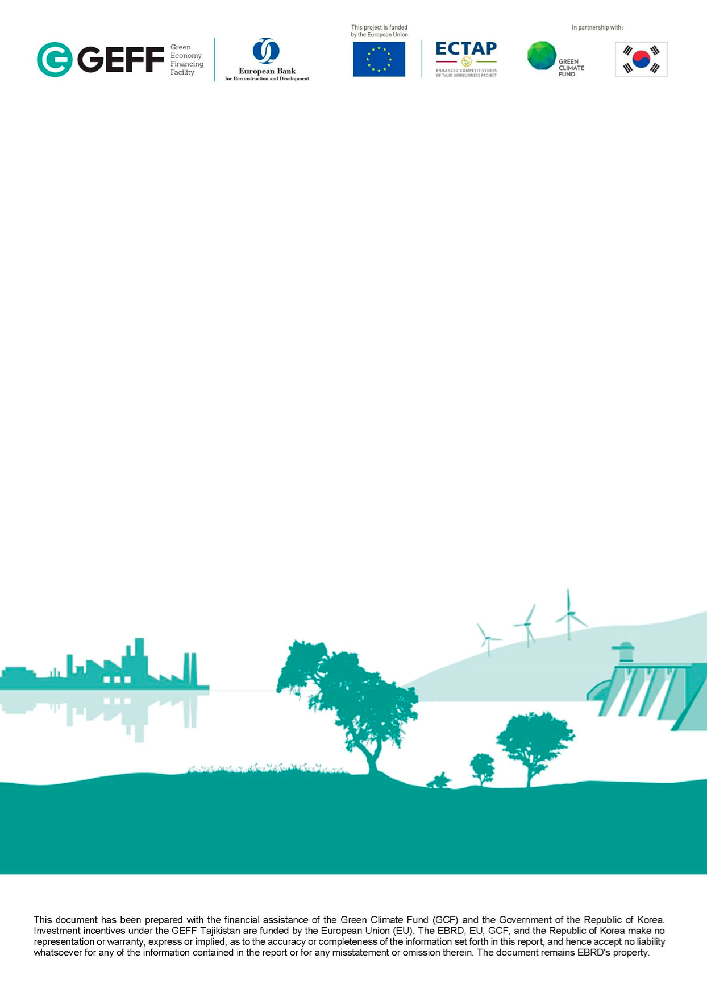 This project is funded
by the European Union
In partnership with:
GEFF
Green
Economy
Financing
Facility
European Bank
for Reconstruction and Development
ECTAP
ENHANCED COMPETITIVENESS
OF TAJIK AGRIBUSINESS PROJECT
GREEN
CLIMATE
FUND
This document has been prepared with the financial assistance of the Green Climate Fund (GCF) and the Government of the Republic of Korea.
Investment incentives under the GEFF Tajikistan are funded by the European Union (EU). The EBRD, EU, GCF, and the Republic of Korea make no
representation or warranty, express or implied, as to the accuracy or completeness of the information set forth in this report, and hence accept no liability
whatsoever for any of the information contained in the report or for any misstatement or omission therein. The document remains EBRD's property.